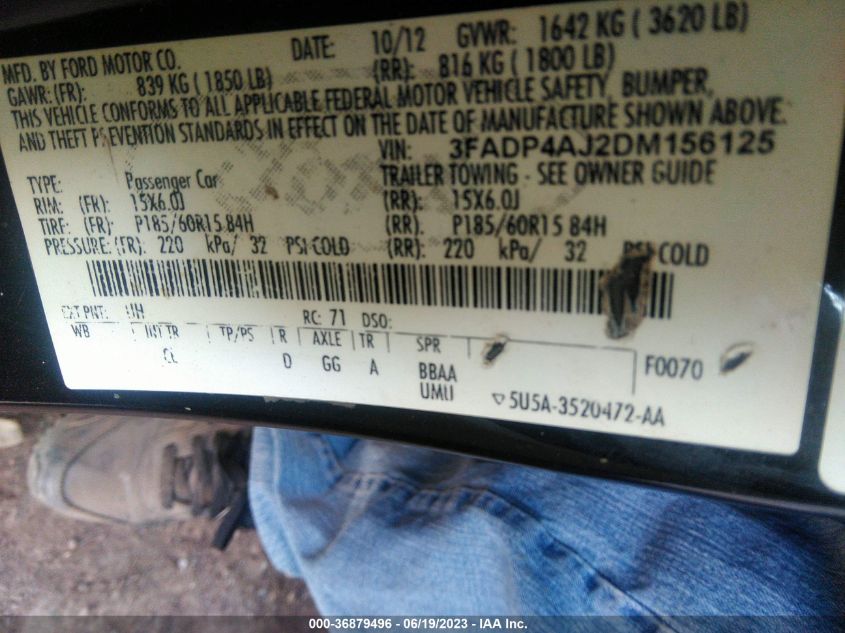 MFD. BY FORD MOTOR CO. DATE: 10/12 GVWR: 1642 KG ( 3620 LB)
GAWR: (FR): 839 KG ( 1850 LB) (RR): 816 KG ( 1800 LB)
THIS VEHICLE CONFORMS TO ALL APPLICABLE FEDERAL MOTOR VEHICLE SAFETY, BUMPER,
AND THEFT PREVENTION STANDARDS IN EFFECT ON THE DATE OF MANUFACTURE SHOWN ABOVE.
VIN: 3FADP4AJ2DM156125
TYPE: Passenger Car TRAILER TOWING - SEE OWNER GUIDE
RIM: (FR): 15X6.0J (RR): 15X6.0J
TIRE: (FR): P185/60R15 84H (RR): P185/60R15 84H
PRESSURE: (FR): 220 kPa/ 32 PSI COLD (RR): 220 kPa/ 32 PSI COLD
EXT PNT: RC: 71 DSO:
WB INT TR TP/PS R AXLE TR SPR
CL D GG A BBAA F0070
UMU ▽5U5A-3520472-AA
000-36879496 - 06/19/2023 - IAA Inc.